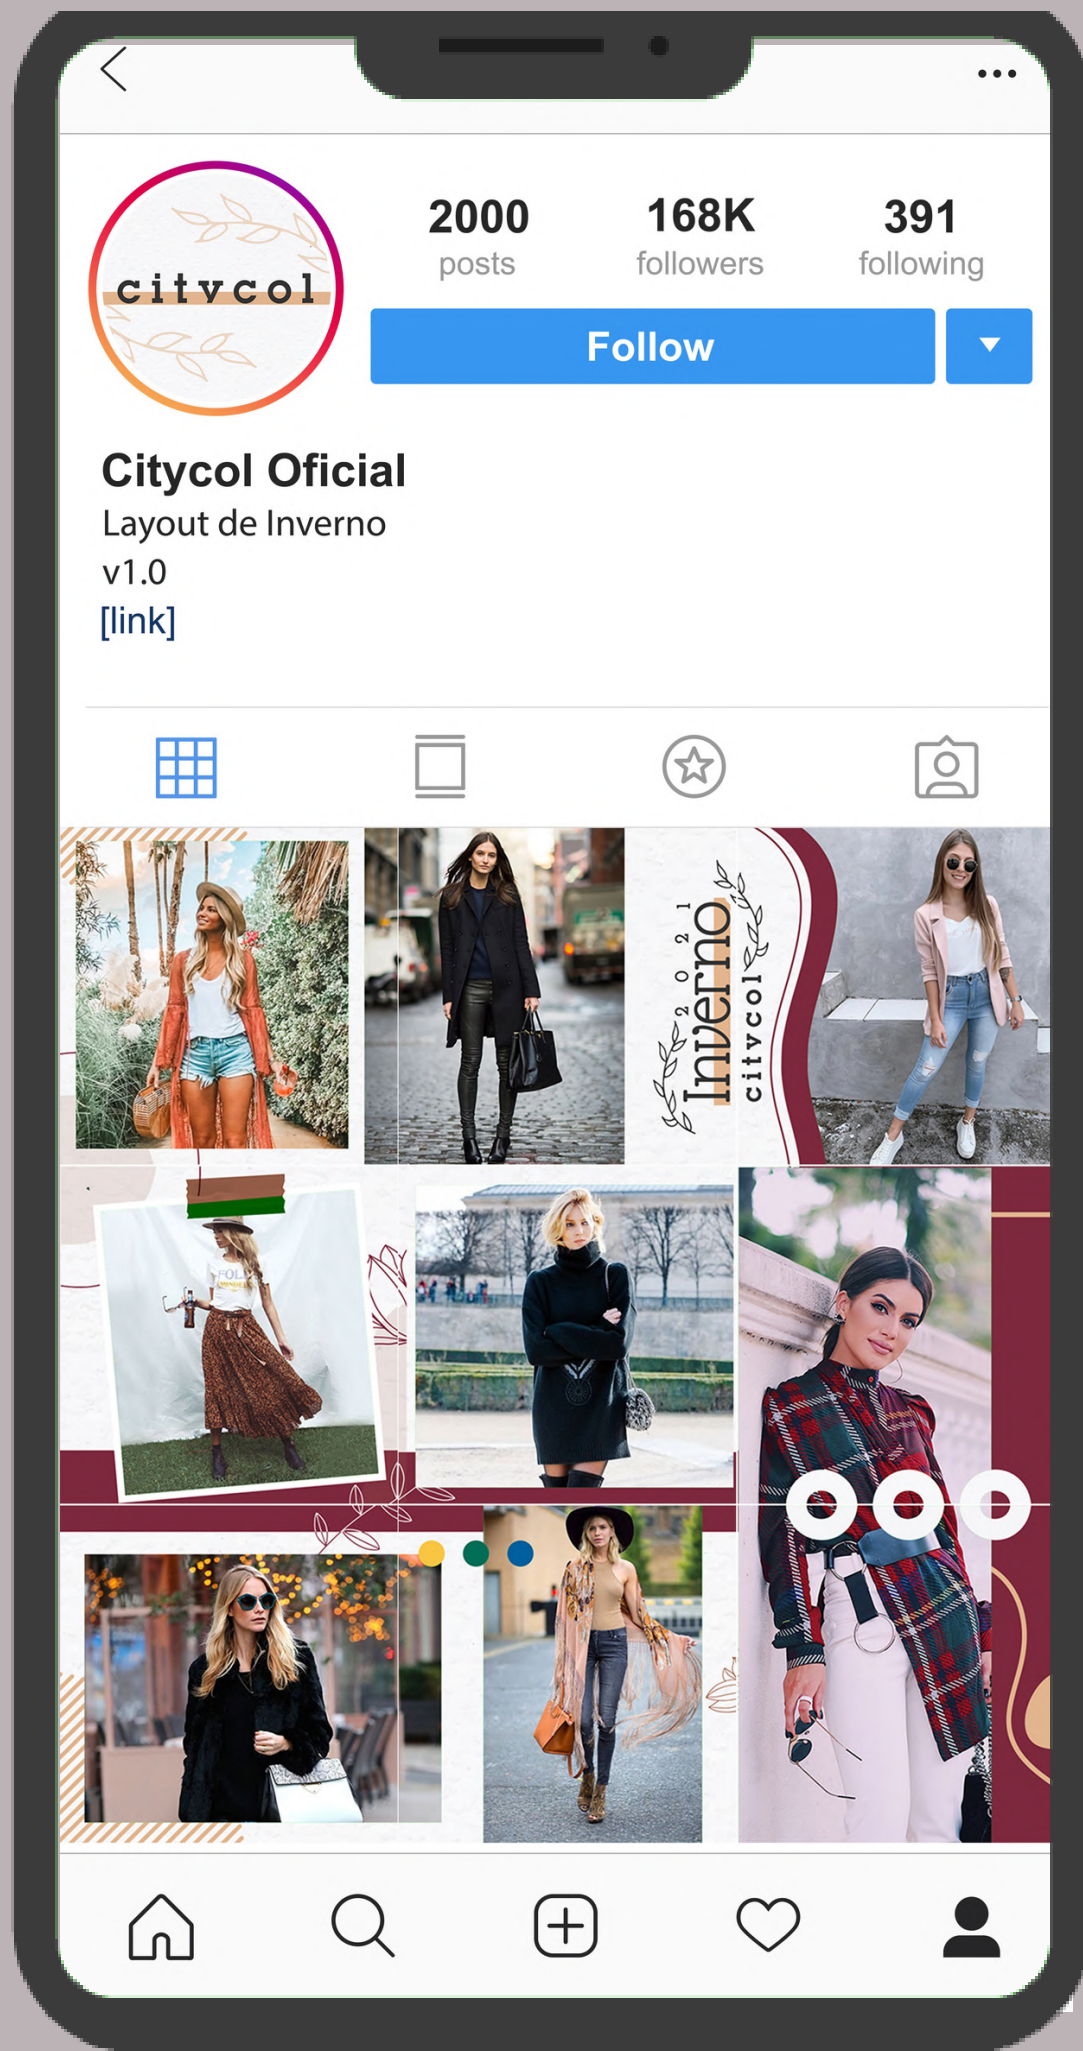 citycol
2000
posts
168K
followers
391
following
Follow
Citycol Oficial
Layout de Inverno
v1.0
[link]
2021
Inverno
citycol
FOLK